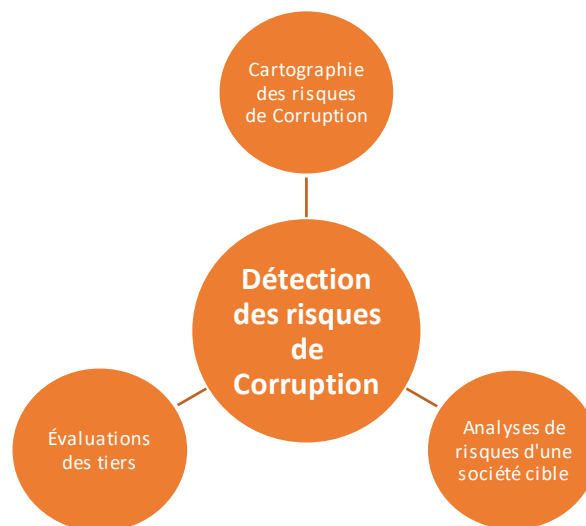 Cartographie
des risques
de Corruption
Détection
des risques
de
Corruption
Évaluations
des tiers
Analyses de
risques d'une
société cible